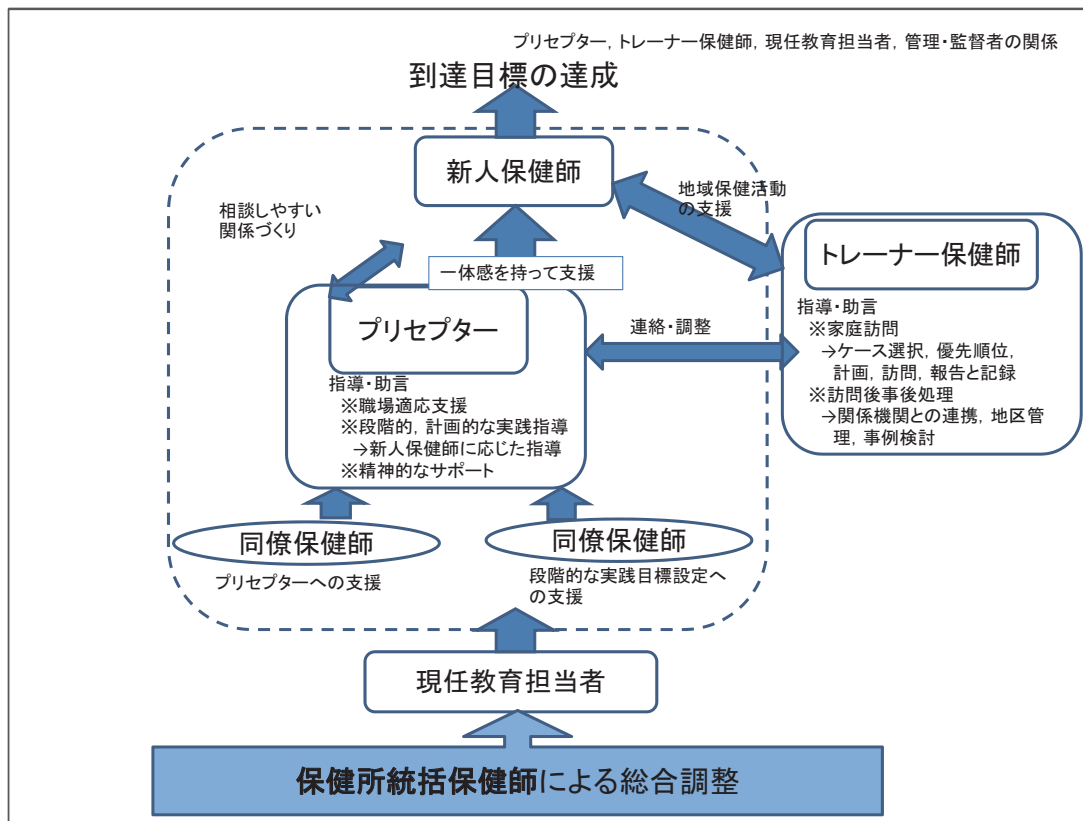 プリセプター，トレーナー保健師，現任教育担当者，管理・監督者の関係
到達目標の達成
新人保健師
地域保健活動
の支援
相談しやすい
関係づくり
一体感を持って支援
トレーナー保健師
プリセプター
連絡・調整
指導・助言
※家庭訪問
→ケース選択，優先順位，
計画，訪問，報告と記録
※訪問後事後処理
→関係機関との連携，地区管
理，事例検討
指導・助言
※職場適応支援
※段階的，計画的な実践指導
→新人保健師に応じた指導
※精神的なサポート
同僚保健師
プリセプターへの支援
同僚保健師
段階的な実践目標設定へ
の支援
現任教育担当者
保健所統括保健師による総合調整